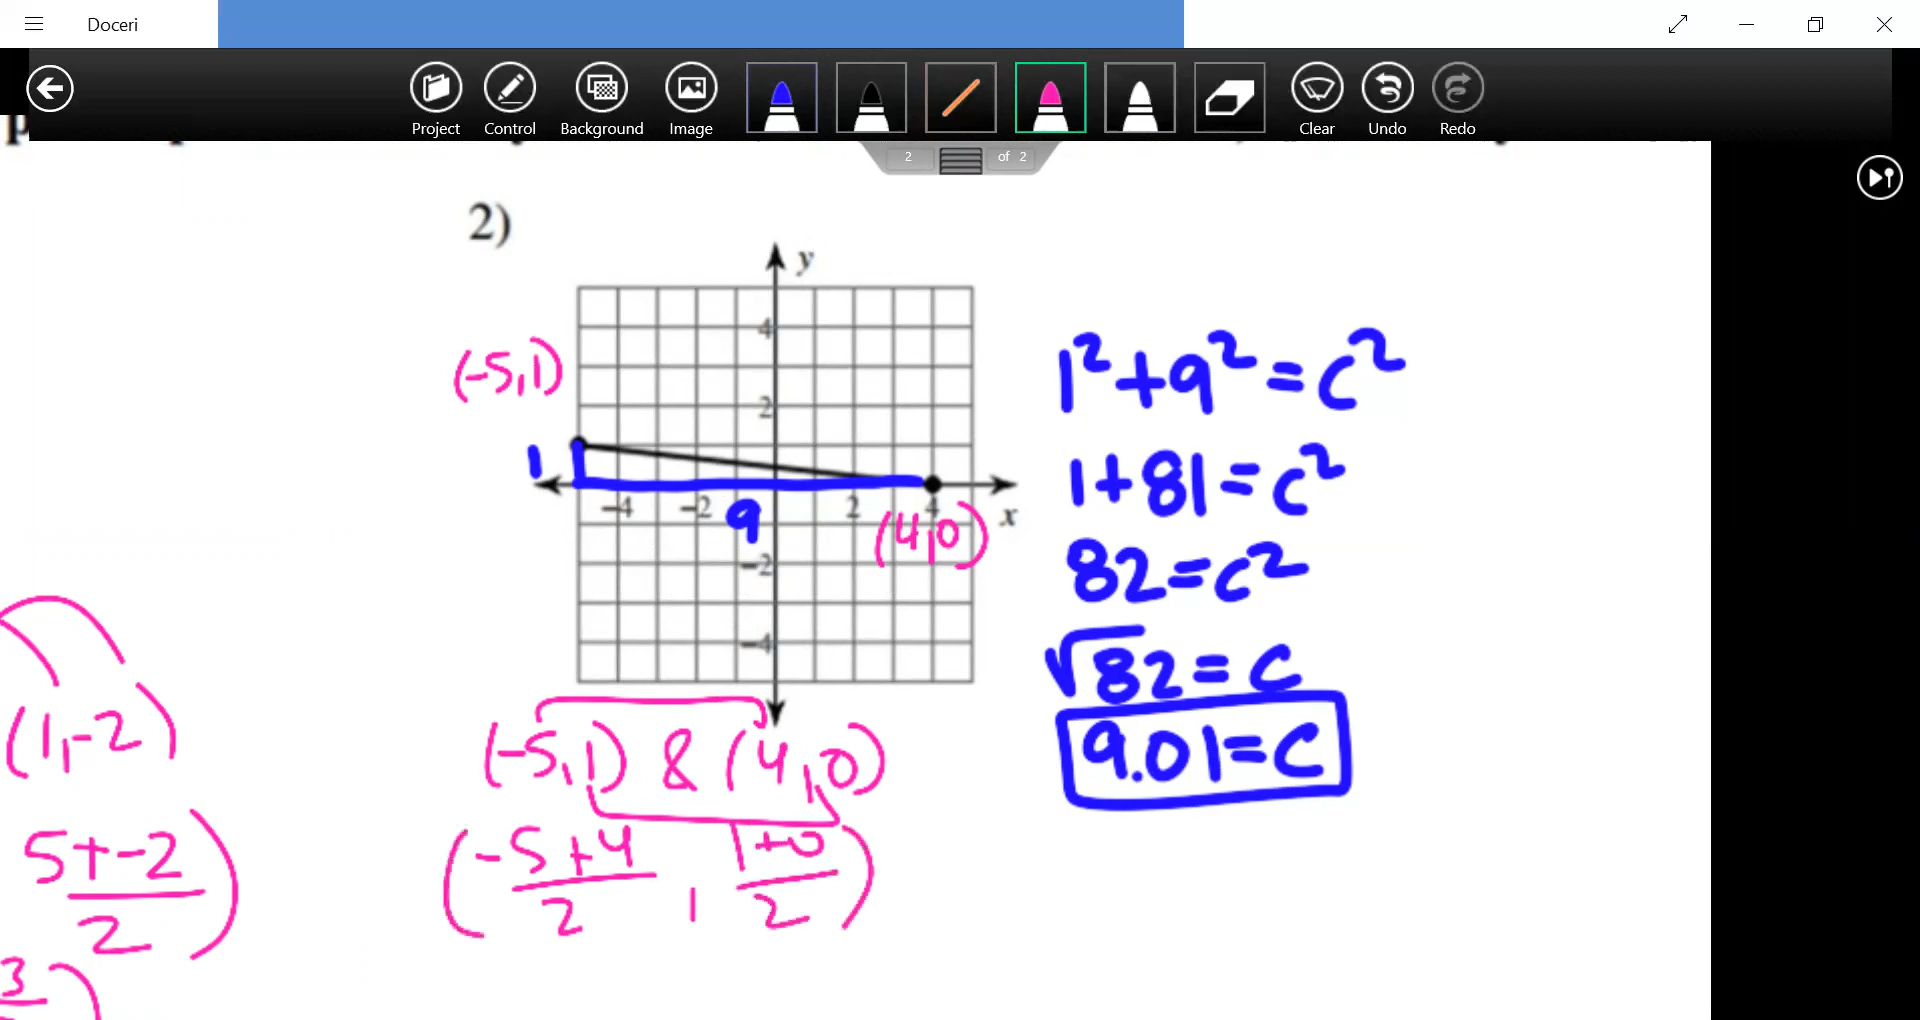 Doceri
Project Control Background Image Clear Undo Redo
2 of 2
2)
y
4
(-5,1)
2
1
-4 -2 2 4 x
9
(4,0)
-2
-4
1²+9²=c²
1+81=c²
82=c²
√82=c
9.01=c
(-5,1) & (4,0)
(-5+4/2, 1+0/2)
(1,-2)
5+-2
2
)
3
)